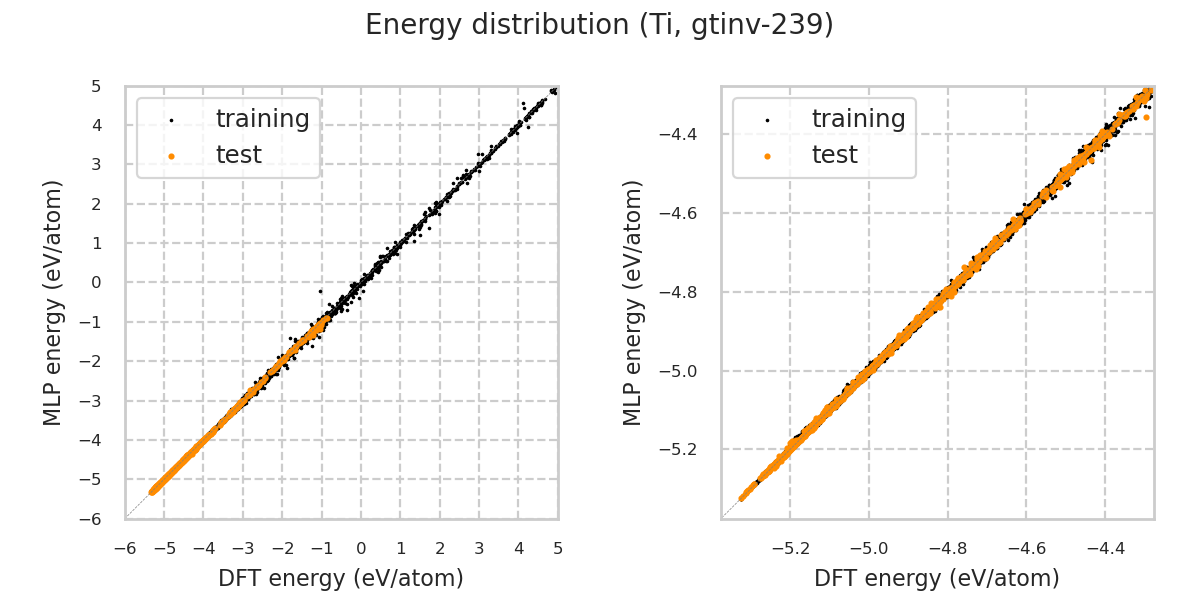 Energy distribution (Ti, gtinv-239)
training
test
5
4
3
2
1
0
−1
−2
−3
−4
−5
−6
−6 −5 −4 −3 −2 −1 0 1 2 3 4 5
MLP energy (eV/atom)
DFT energy (eV/atom)
training
test
−4.4
−4.6
−4.8
−5.0
−5.2
−5.2 −5.0 −4.8 −4.6 −4.4
MLP energy (eV/atom)
DFT energy (eV/atom)